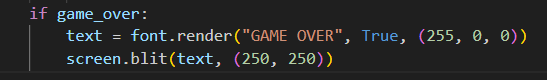 if game_over:
    text = font.render("GAME OVER", True, (255, 0, 0))
    screen.blit(text, (250, 250))